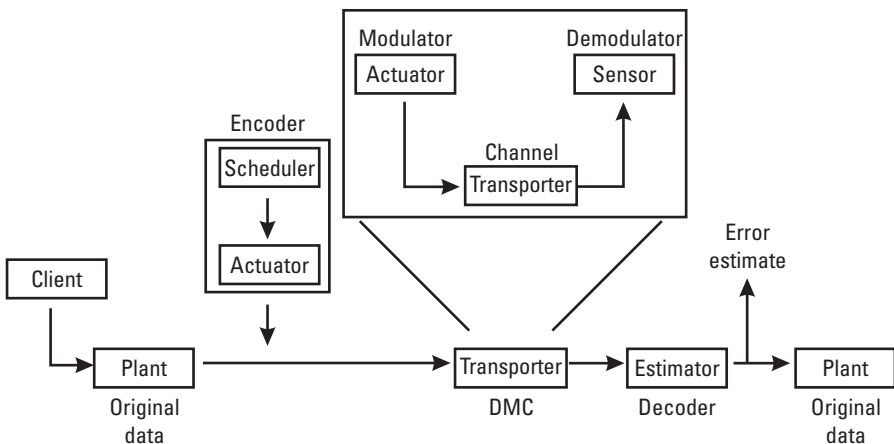 Modulator
Demodulator
Actuator
Sensor
Encoder
Channel
Scheduler
Transporter
Actuator
Error
estimate
Client
Plant
Transporter
Estimator
Plant
Original
data
DMC
Decoder
Original
data